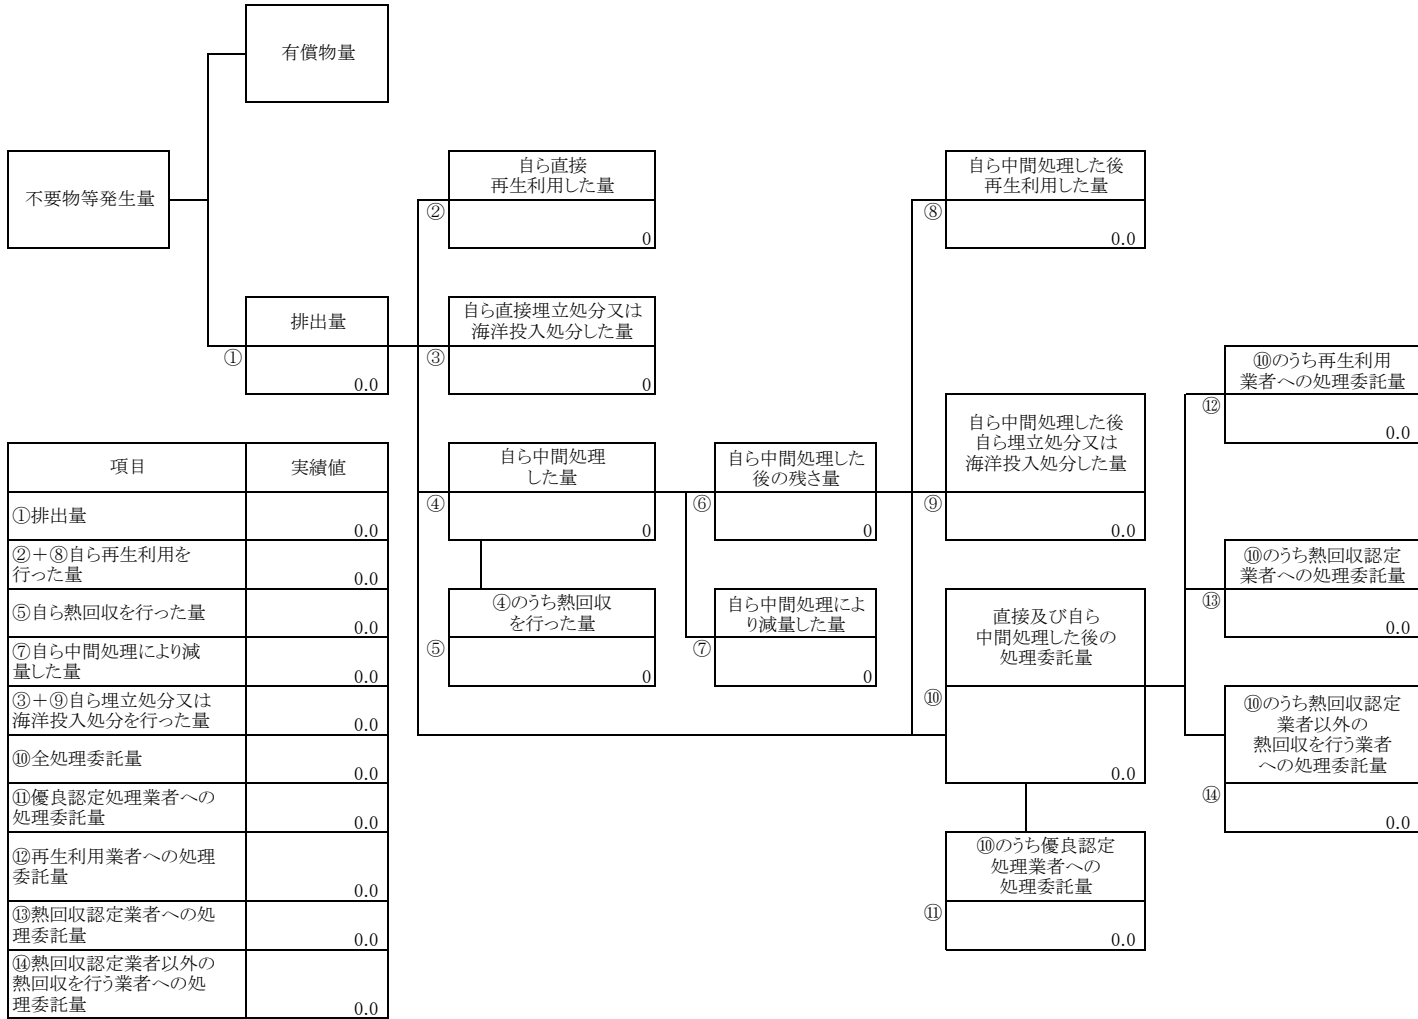 有償物量
不要物等発生量
排出量
①
0.0
自ら直接
再生利用した量
②
0
自ら直接埋立処分又は
海洋投入処分した量
③
0
自ら中間処理
した量
④
0
④のうち熱回収
を行った量
⑤
0
自ら中間処理した
後の残さ量
⑥
0
自ら中間処理によ
り減量した量
⑦
0
自ら中間処理した後
再生利用した量
⑧
0.0
自ら中間処理した後
自ら埋立処分又は
海洋投入処分した量
⑨
0.0
直接及び自ら
中間処理した後の
処理委託量
⑩
0.0
⑩のうち優良認定
処理業者への
処理委託量
⑪
0.0
⑩のうち再生利用
業者への処理委託量
⑫
0.0
⑩のうち熱回収認定
業者への処理委託量
⑬
0.0
⑩のうち熱回収認定
業者以外の
熱回収を行う業者
への処理委託量
⑭
0.0
項目 実績値
①排出量
0.0
②＋⑧自ら再生利用を
行った量
0.0
⑤自ら熱回収を行った量
0.0
⑦自ら中間処理により減
量した量
0.0
③＋⑨自ら埋立処分又は
海洋投入処分を行った量
0.0
⑩全処理委託量
0.0
⑪優良認定処理業者への
処理委託量
0.0
⑫再生利用業者への処理
委託量
0.0
⑬熱回収認定業者への処
理委託量
0.0
⑭熱回収認定業者以外の
熱回収を行う業者への処
理委託量
0.0